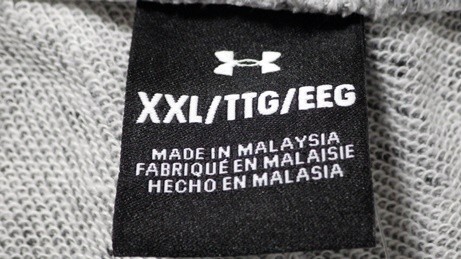 XXL/TTG/EEG
MADE IN MALAYSIA
FABRIQUÉ EN MALAISIE
HECHO EN MALASIA